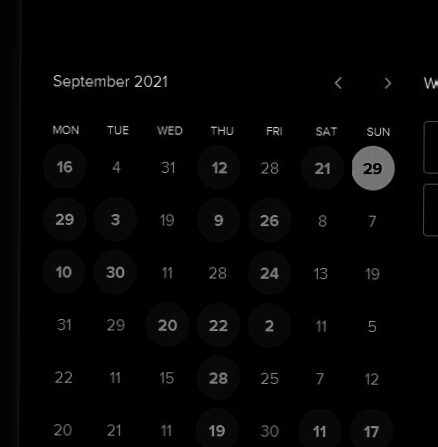 September 2021 < > W
MON TUE WED THU FRI SAT SUN
16 4 31 12 28 21 29
29 3 19 9 26 8 7
10 30 11 28 24 13 19
31 29 20 22 2 11 5
22 11 15 28 25 7 12
20 21 11 19 30 11 17